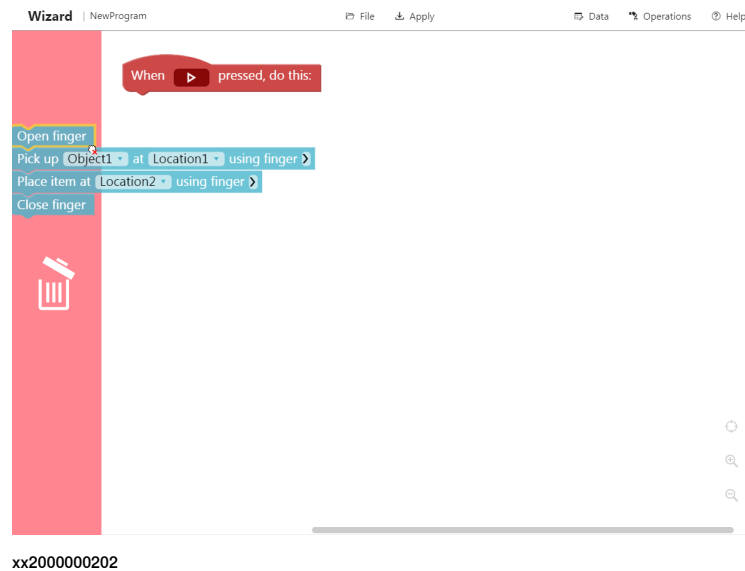 Wizard | NewProgram File Apply Data Operations Help
When pressed, do this:
Open finger
Pick up Object1 at Location1 using finger
Place item at Location2 using finger
Close finger
xx2000000202